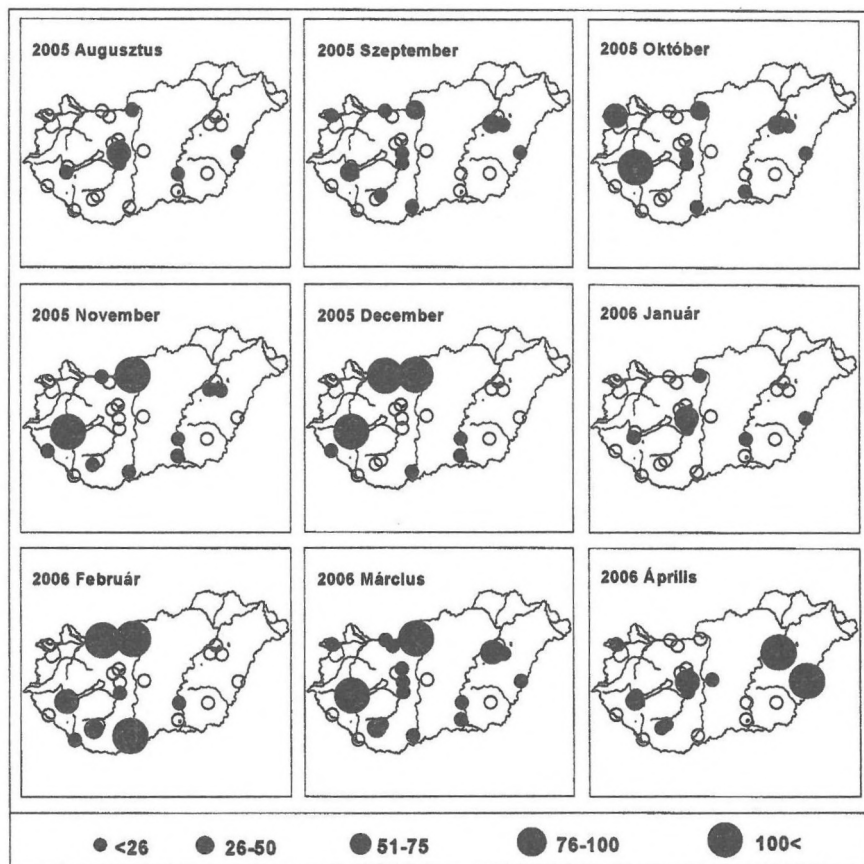 2005 Augusztus
2005 Szeptember
2005 Október
2005 November
2005 December
2006 Január
2006 Február
2006 Március
2006 Április
<26
26-50
51-75
76-100
100<